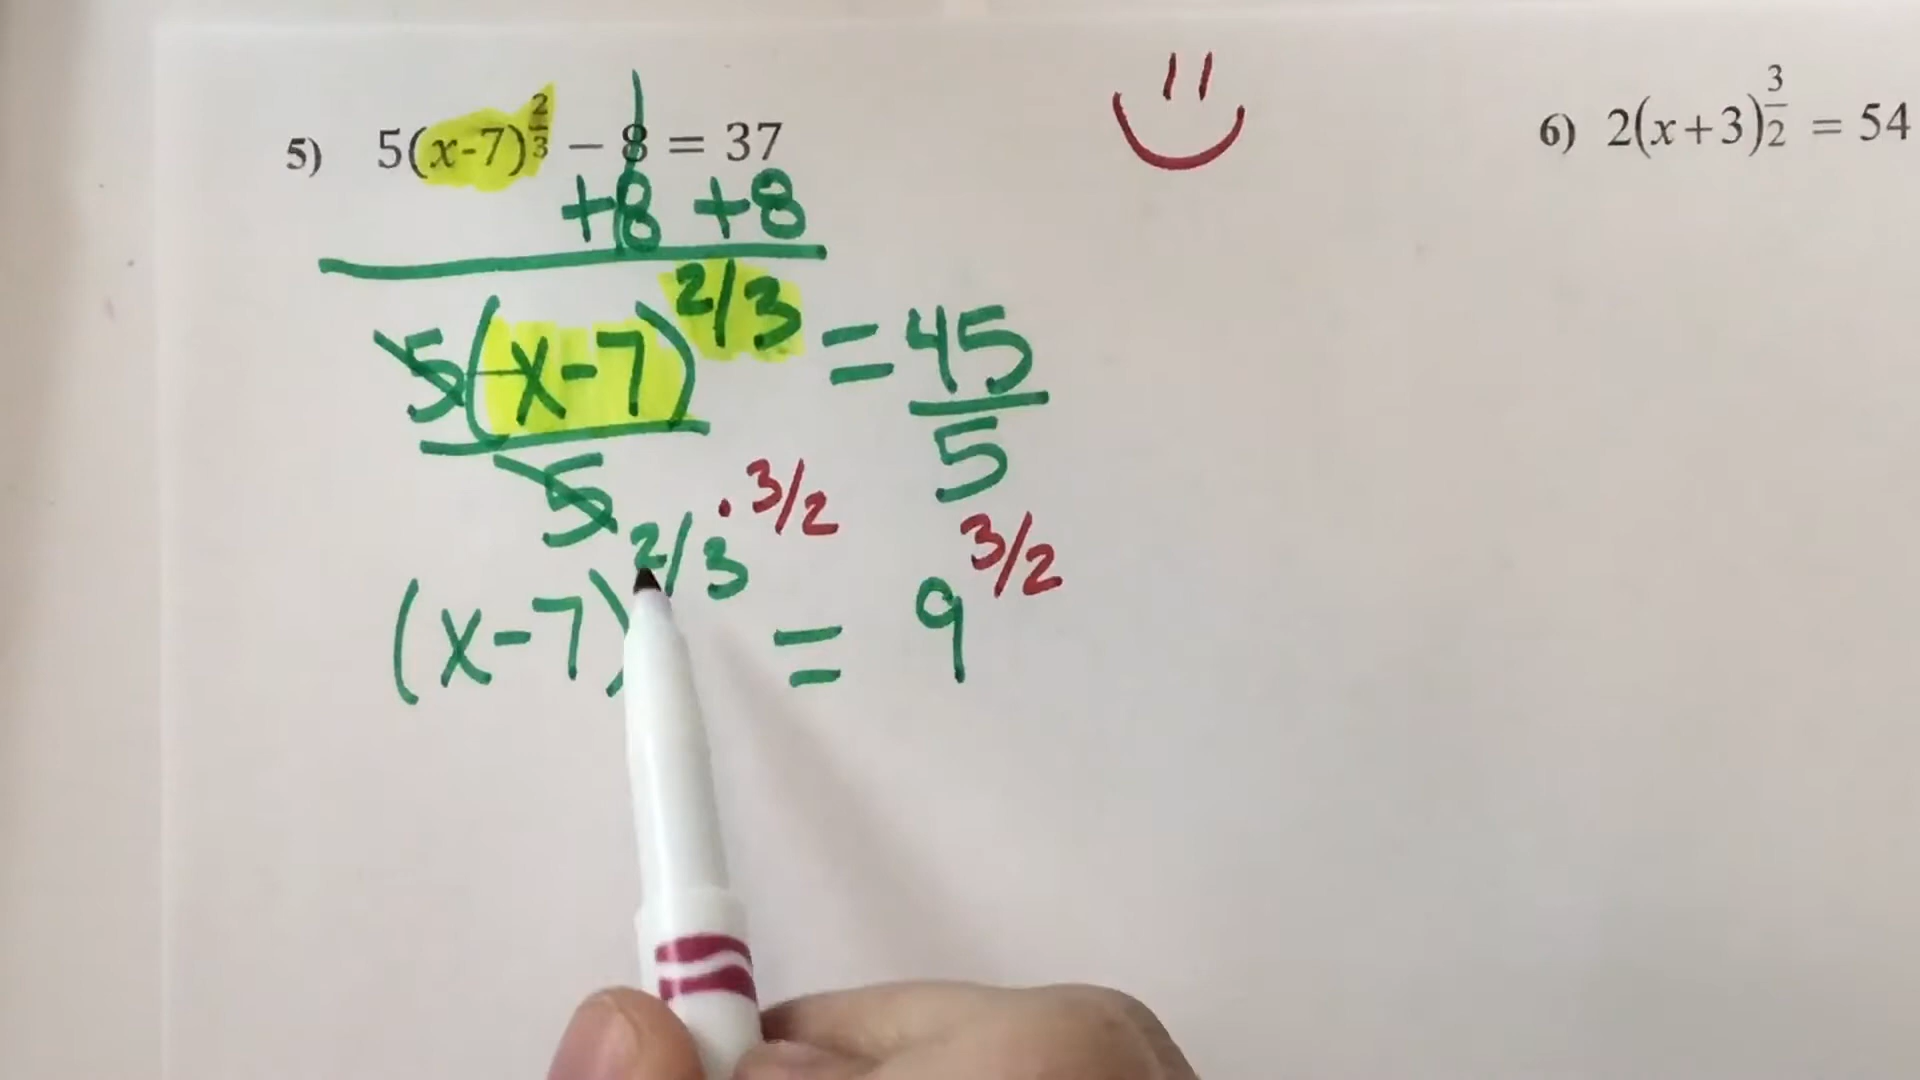 5) 5(x-7)^2/3 − 8 = 37
+8 +8
5(x-7)^2/3 = 45
5 5
(x-7)^2/3 · 3/2 = 9^3/2
6) 2(x+3)^3/2 = 54